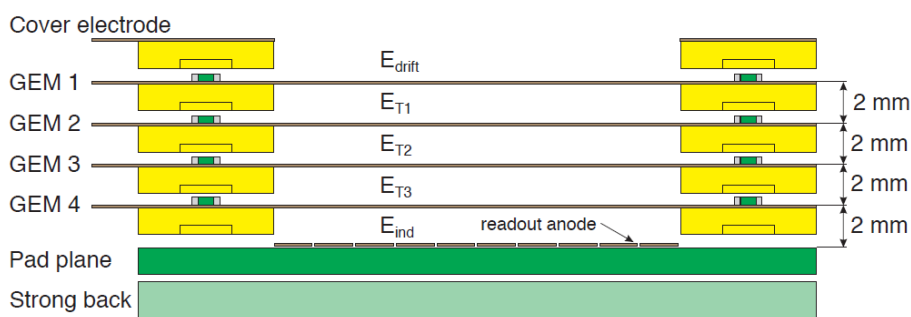 Cover electrode
E_drift
GEM 1
E_T1
2 mm
GEM 2
E_T2
2 mm
GEM 3
E_T3
2 mm
GEM 4
E_ind
readout anode
2 mm
Pad plane
Strong back